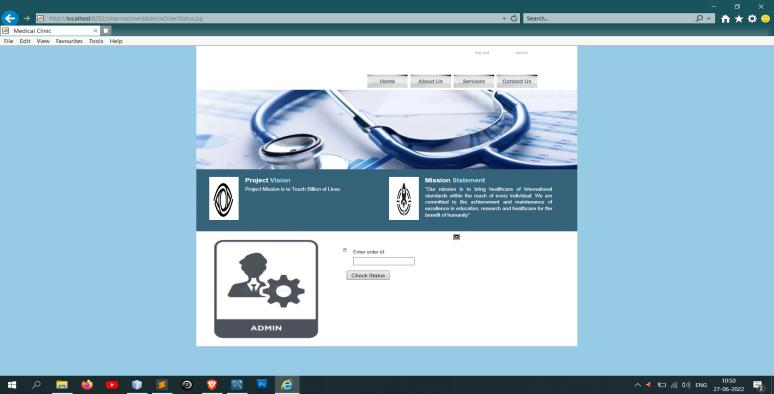 http://localhost:8282/pharma/checkAdminOrderStatus.jsp
Search...
Medical Clinic
File Edit View Favourites Tools Help
log out
Home About Us Services Contact Us
Project Vision
Project Mission is to Touch Billion of Lives.
Mission Statement
"Our mission is to bring healthcare of International
standards within the reach of every individual. We are
committed to the achievement and maintenance of
excellence in education, research and healthcare for the
benefit of humanity"
Enter order Id
Check Status
ADMIN
Ps
ENG
10:50
27-06-2022
2